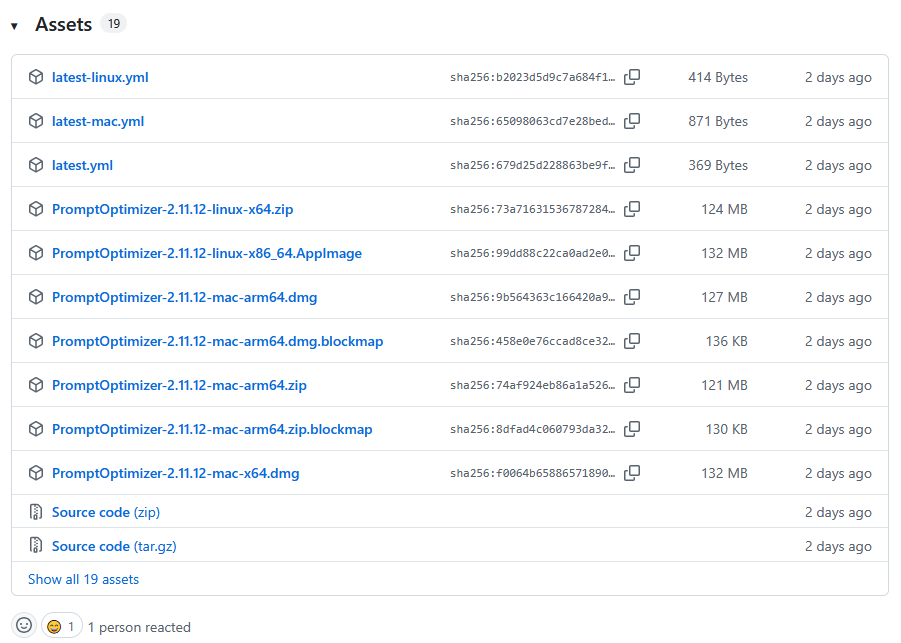 Assets 19
latest-linux.yml sha256:b2023d5d9c7a684f1… 414 Bytes 2 days ago
latest-mac.yml sha256:65098063cd7e28bed… 871 Bytes 2 days ago
latest.yml sha256:679d25d228863be9f… 369 Bytes 2 days ago
PromptOptimizer-2.11.12-linux-x64.zip sha256:73a71631536787284… 124 MB 2 days ago
PromptOptimizer-2.11.12-linux-x86_64.AppImage sha256:99dd88c22ca0ad2e0… 132 MB 2 days ago
PromptOptimizer-2.11.12-mac-arm64.dmg sha256:9b564363c166420a9… 127 MB 2 days ago
PromptOptimizer-2.11.12-mac-arm64.dmg.blockmap sha256:458e0e76ccad8ce32… 136 KB 2 days ago
PromptOptimizer-2.11.12-mac-arm64.zip sha256:74af924eb86a1a526… 121 MB 2 days ago
PromptOptimizer-2.11.12-mac-arm64.zip.blockmap sha256:8dfad4c060793da32… 130 KB 2 days ago
PromptOptimizer-2.11.12-mac-x64.dmg sha256:f0064b65886571890… 132 MB 2 days ago
Source code (zip) 2 days ago
Source code (tar.gz) 2 days ago
Show all 19 assets
1 1 person reacted